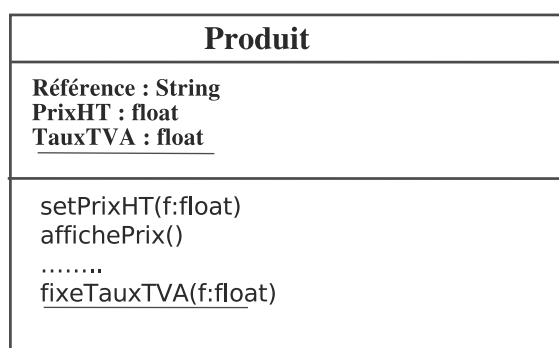 Produit
Référence : String
PrixHT : float
TauxTVA : float
setPrixHT(f:float)
affichePrix()
........
fixeTauxTVA(f:float)